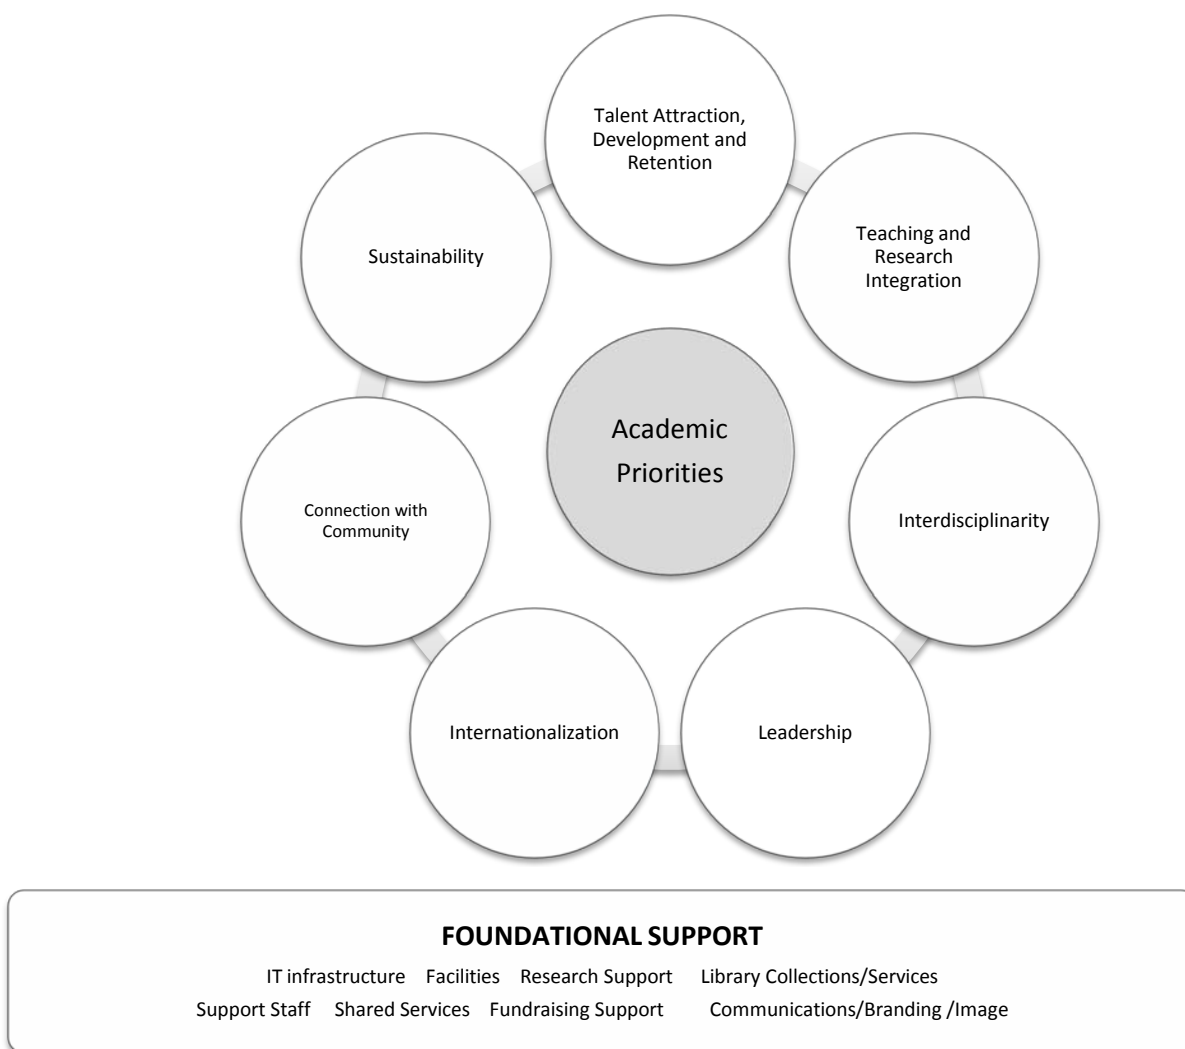 Talent Attraction,
Development and
Retention
Teaching and
Research
Integration
Sustainability
Academic
Priorities
Connection with
Community
Interdisciplinarity
Internationalization
Leadership
FOUNDATIONAL SUPPORT
IT infrastructure Facilities Research Support Library Collections/Services
Support Staff Shared Services Fundraising Support Communications/Branding /Image